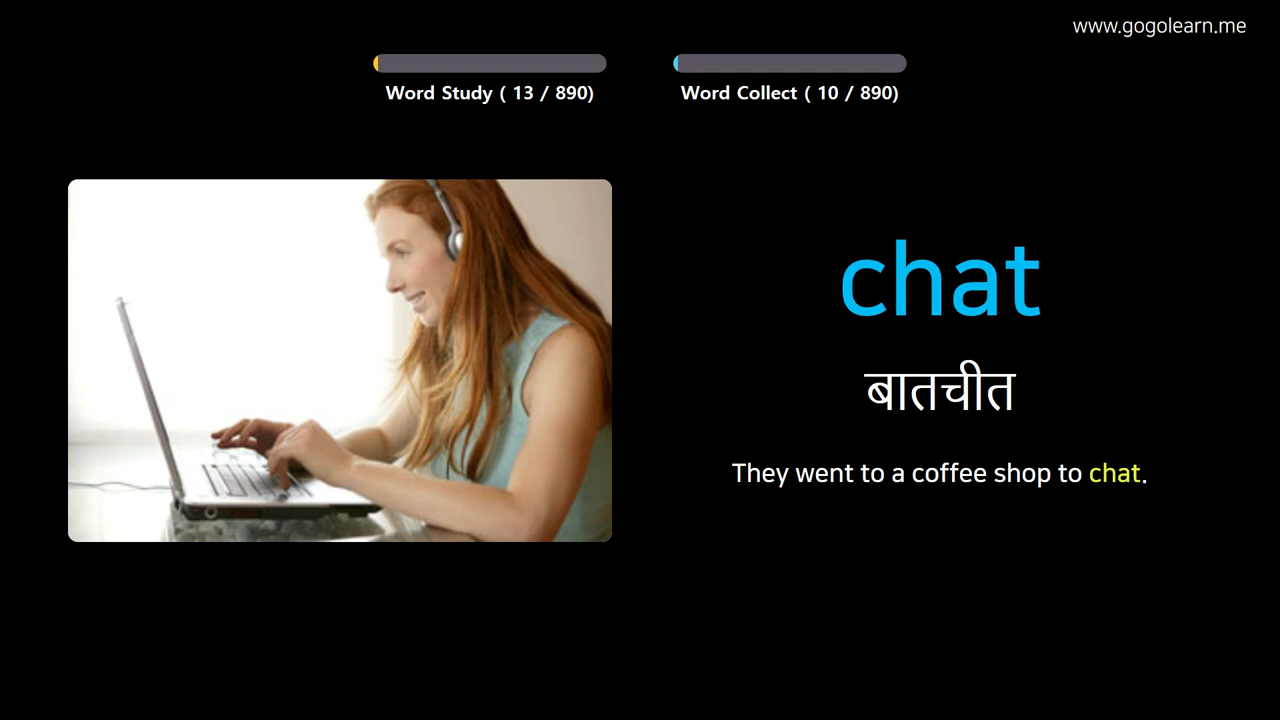 www.gogolearn.me
Word Study ( 13 / 890)
Word Collect ( 10 / 890)
chat
बातचीत
They went to a coffee shop to chat.